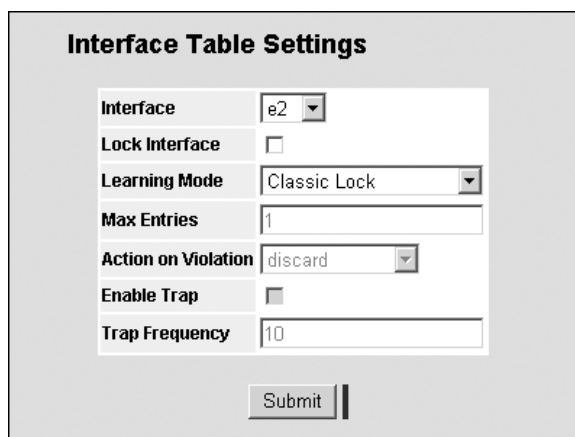 Interface Table Settings
Interface e2
Lock Interface
Learning Mode Classic Lock
Max Entries 1
Action on Violation discard
Enable Trap
Trap Frequency 10
Submit